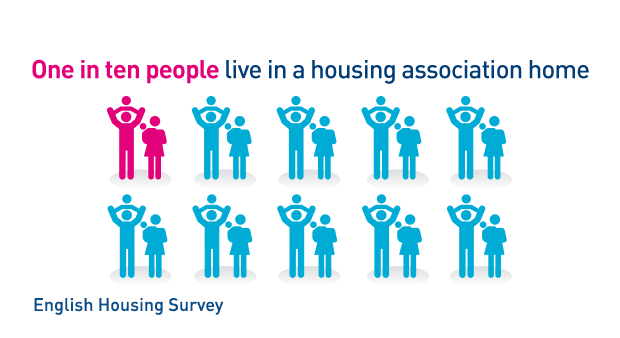 One in ten people live in a housing association home
English Housing Survey